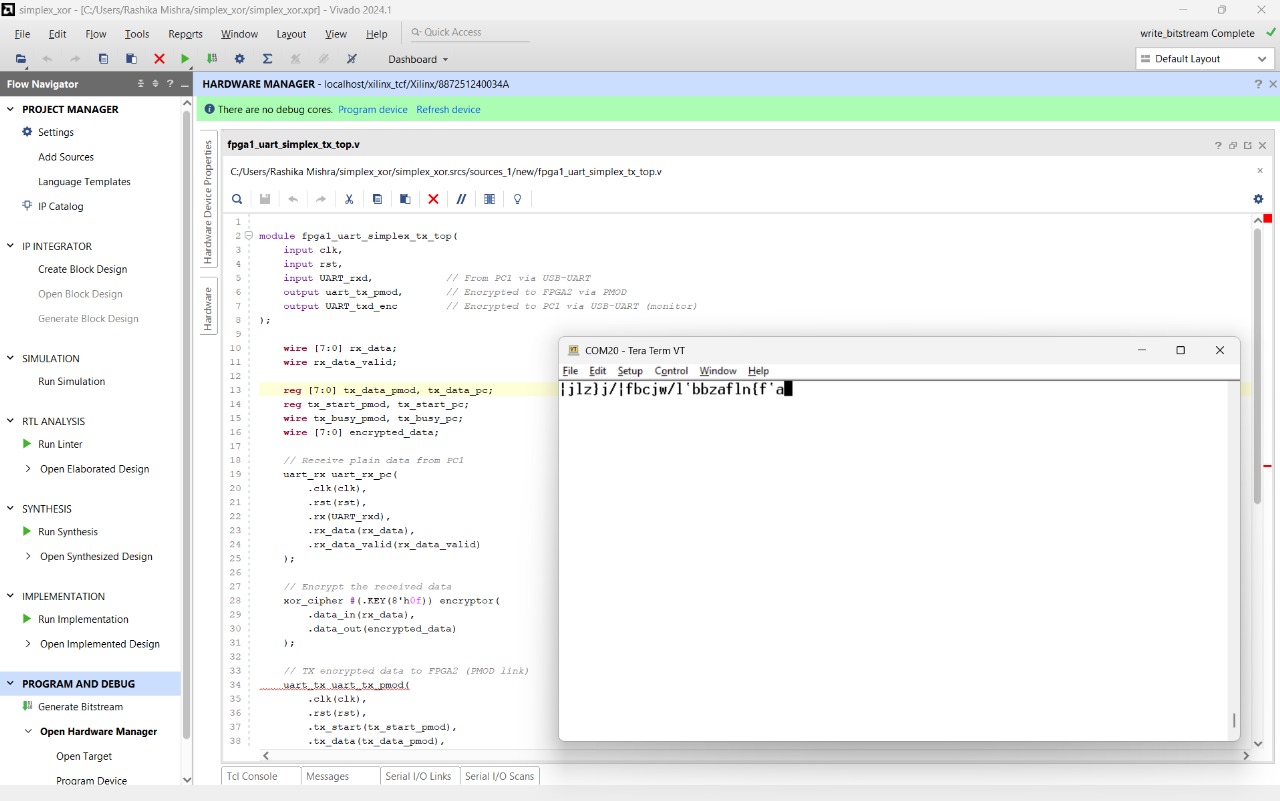 simplex_xor - [C:/Users/Rashika Mishra/simplex_xor/simplex_xor.xpr] - Vivado 2024.1
File Edit Flow Tools Reports Window Layout View Help Quick Access
write_bitstream Complete
Dashboard
Default Layout
Flow Navigator
HARDWARE MANAGER - localhost/xilinx_tcf/Xilinx/887251240034A
There are no debug cores. Program device Refresh device
PROJECT MANAGER
Settings
Add Sources
Language Templates
IP Catalog
IP INTEGRATOR
Create Block Design
Open Block Design
Generate Block Design
SIMULATION
Run Simulation
RTL ANALYSIS
Run Linter
Open Elaborated Design
SYNTHESIS
Run Synthesis
Open Synthesized Design
IMPLEMENTATION
Run Implementation
Open Implemented Design
PROGRAM AND DEBUG
Generate Bitstream
Open Hardware Manager
Open Target
Program Device
Hardware Device Properties
Hardware
fpga1_uart_simplex_tx_top.v
C:/Users/Rashika Mishra/simplex_xor/simplex_xor.srcs/sources_1/new/fpga1_uart_simplex_tx_top.v
1
2 module fpga1_uart_simplex_tx_top(
3 input clk,
4 input rst,
5 input UART_rxd, // From PC1 via USB-UART
6 output uart_tx_pmod, // Encrypted to FPGA2 via PMOD
7 output UART_txd_enc // Encrypted to PC1 via USB-UART (monitor)
8 );
9
10 wire [7:0] rx_data;
11 wire rx_data_valid;
12
13 reg [7:0] tx_data_pmod, tx_data_pc;
14 reg tx_start_pmod, tx_start_pc;
15 wire tx_busy_pmod, tx_busy_pc;
16 wire [7:0] encrypted_data;
17
18 // Receive plain data from PC1
19 uart_rx uart_rx_pc(
20 .clk(clk),
21 .rst(rst),
22 .rx(UART_rxd),
23 .rx_data(rx_data),
24 .rx_data_valid(rx_data_valid)
25 );
26
27 // Encrypt the received data
28 xor_cipher #(.KEY(8'h0f)) encryptor(
29 .data_in(rx_data),
30 .data_out(encrypted_data)
31 );
32
33 // TX encrypted data to FPGA2 (PMOD link)
34 uart_tx uart_tx_pmod(
35 .clk(clk),
36 .rst(rst),
37 .tx_start(tx_start_pmod),
38 .tx_data(tx_data_pmod),
COM20 - Tera Term VT
File Edit Setup Control Window Help
|jlz}j/|fbcjw/l`bbzafln{f`a
Tcl Console Messages Serial I/O Links Serial I/O Scans